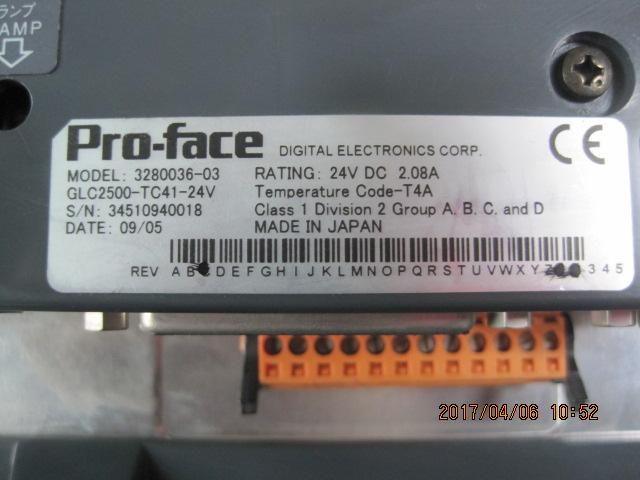 ランプ
AMP
Pro-face DIGITAL ELECTRONICS CORP. CE
MODEL: 3280036-03 RATING: 24V DC 2.08A
GLC2500-TC41-24V Temperature Code-T4A
S/N: 34510940018 Class 1 Division 2 Group A. B. C. and D
DATE: 09/05 MADE IN JAPAN
REV A B C D E F G H I J K L M N O P Q R S T U V W X Y Z 3 4 5
2017/04/06 10:52